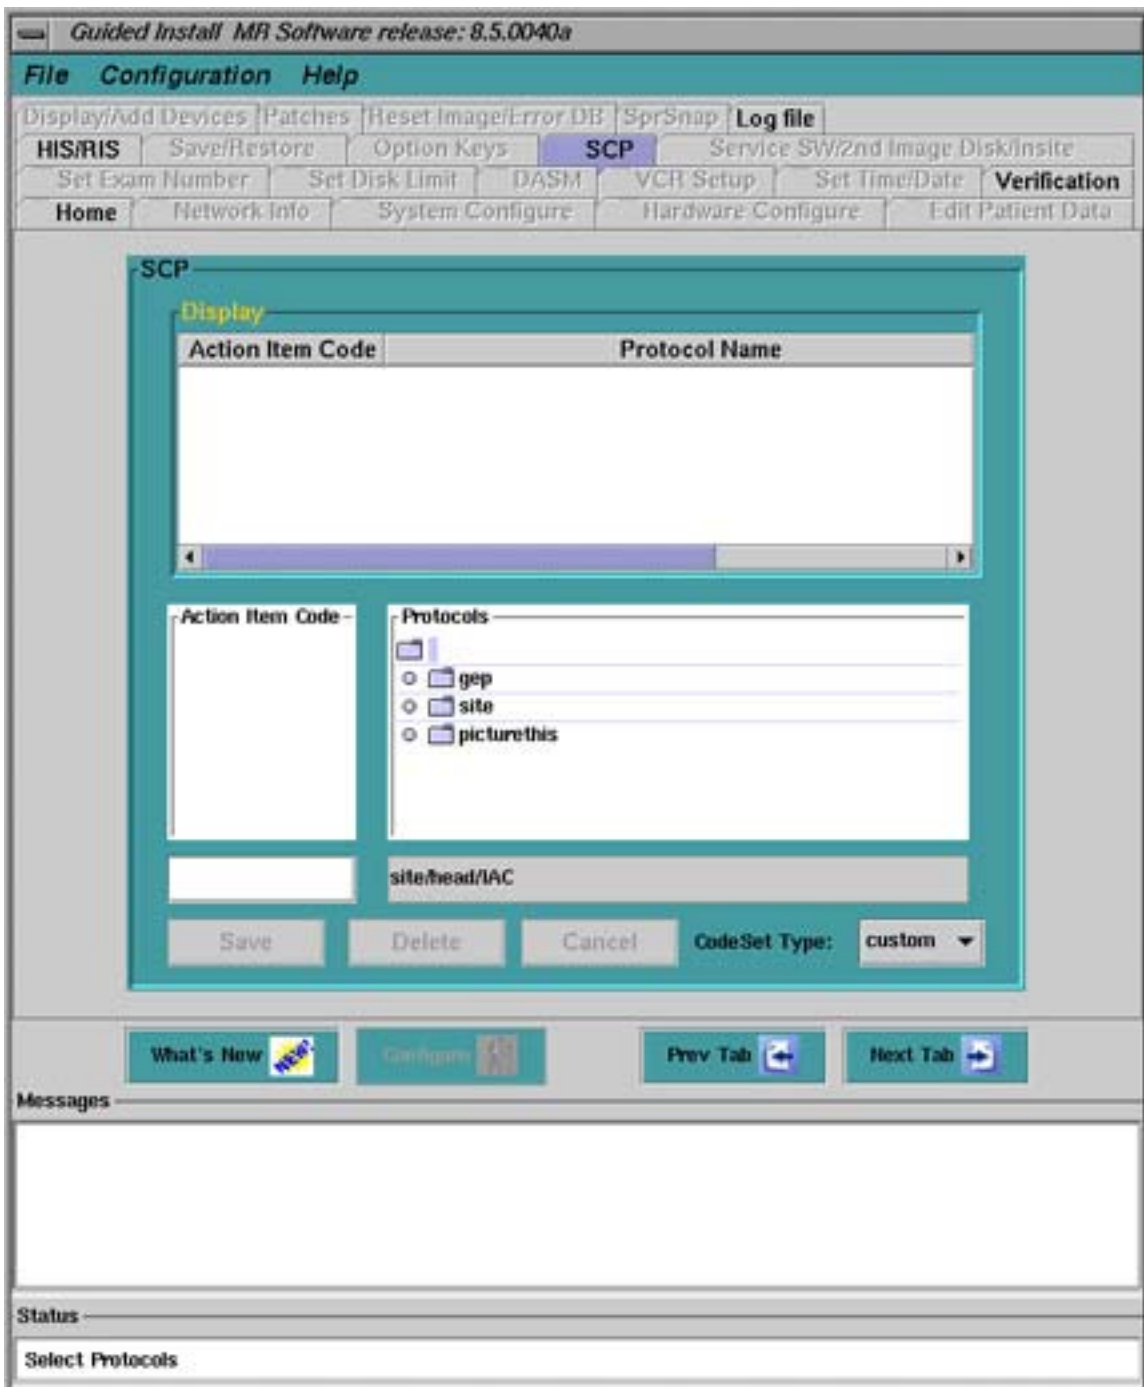 Guided Install MR Software release: 8.5.0040a
File Configuration Help
Display/Add Devices Patches Reset Image/Error DB SprSnap Log file
HIS/RIS Save/Restore Option Keys SCP Service SW/2nd Image Disk/Insite
Set Exam Number Set Disk Limit DASM VCR Setup Set Time/Date Verification
Home Network Info System Configure Hardware Configure Edit Patient Data
SCP
Display
Action Item Code Protocol Name
Action Item Code Protocols
gep
site
picturethis
site/head/IAC
Save Delete Cancel CodeSet Type: custom
What's New NEW! Configure Prev Tab Next Tab
Messages
Status
Select Protocols